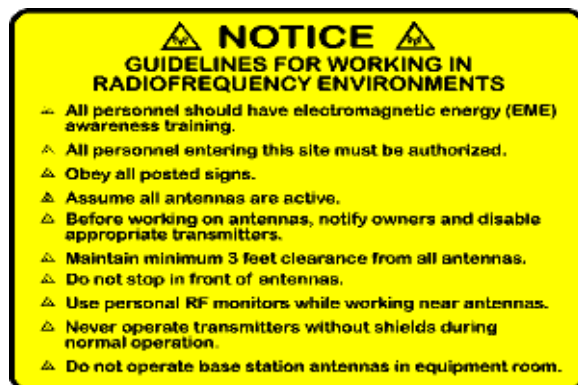 NOTICE
GUIDELINES FOR WORKING IN
RADIOFREQUENCY ENVIRONMENTS
All personnel should have electromagnetic energy (EME)
awareness training.
All personnel entering this site must be authorized.
Obey all posted signs.
Assume all antennas are active.
Before working on antennas, notify owners and disable
appropriate transmitters.
Maintain minimum 3 feet clearance from all antennas.
Do not stop in front of antennas.
Use personal RF monitors while working near antennas.
Never operate transmitters without shields during
normal operation.
Do not operate base station antennas in equipment room.